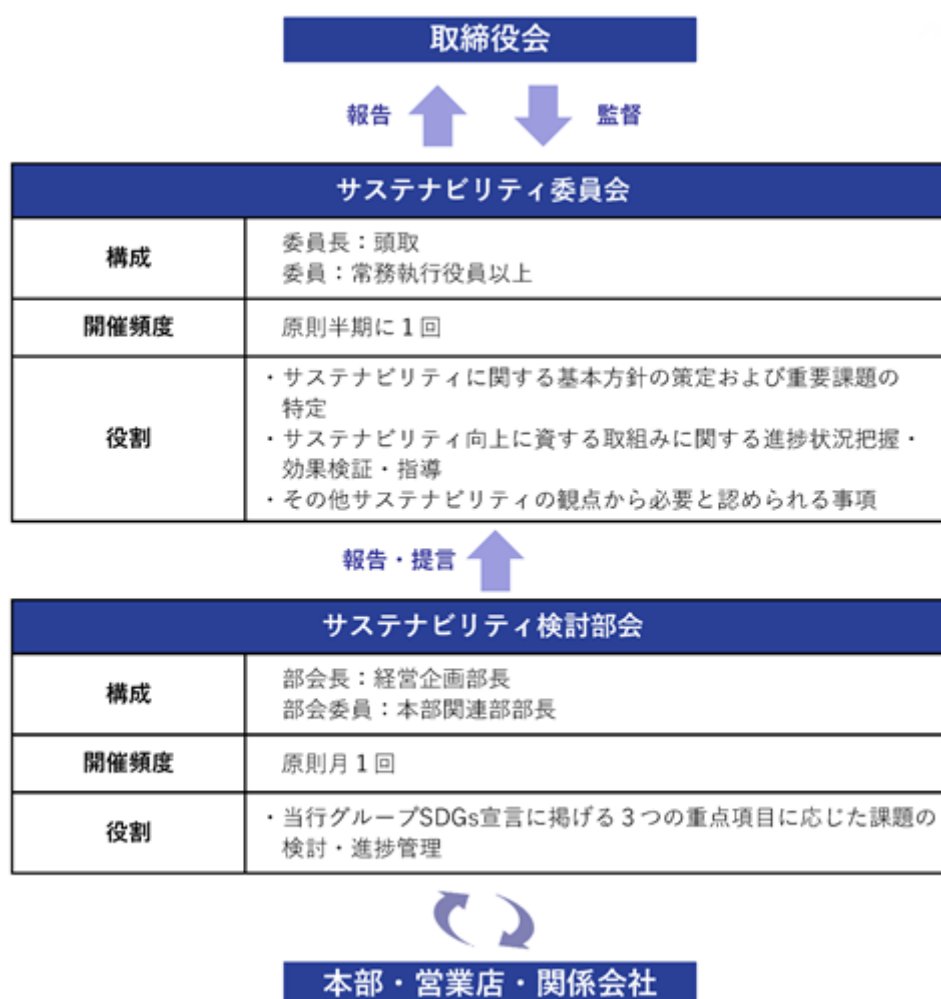 取締役会
報告
監督
サステナビリティ委員会
構成
委員長：頭取
委員：常務執行役員以上
開催頻度
原則半期に１回
役割
・サステナビリティに関する基本方針の策定および重要課題の
特定
・サステナビリティ向上に資する取組みに関する進捗状況把握・
効果検証・指導
・その他サステナビリティの観点から必要と認められる事項
報告・提言
サステナビリティ検討部会
構成
部会長：経営企画部長
部会委員：本部関連部部長
開催頻度
原則月１回
役割
・当行グループSDGs宣言に掲げる３つの重点項目に応じた課題の
検討・進捗管理
本部・営業店・関係会社